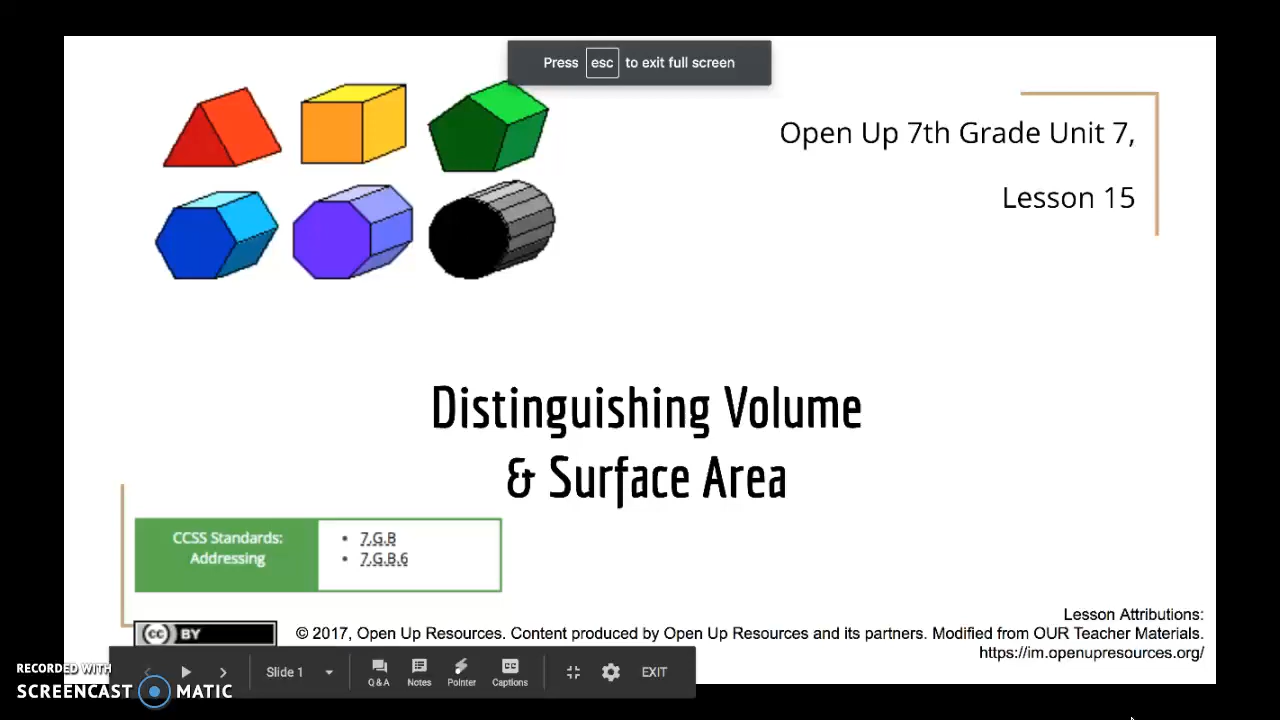 Press esc to exit full screen
Open Up 7th Grade Unit 7,
Lesson 15
Distinguishing Volume
& Surface Area
CCSS Standards:
Addressing
• 7.G.B
• 7.G.B.6
Lesson Attributions:
cc BY
© 2017, Open Up Resources. Content produced by Open Up Resources and its partners. Modified from OUR Teacher Materials.
https://im.openupresources.org/
Slide 1
Q&A
Notes
Pointer
CC
Captions
EXIT
RECORDED WITH
SCREENCAST MATIC